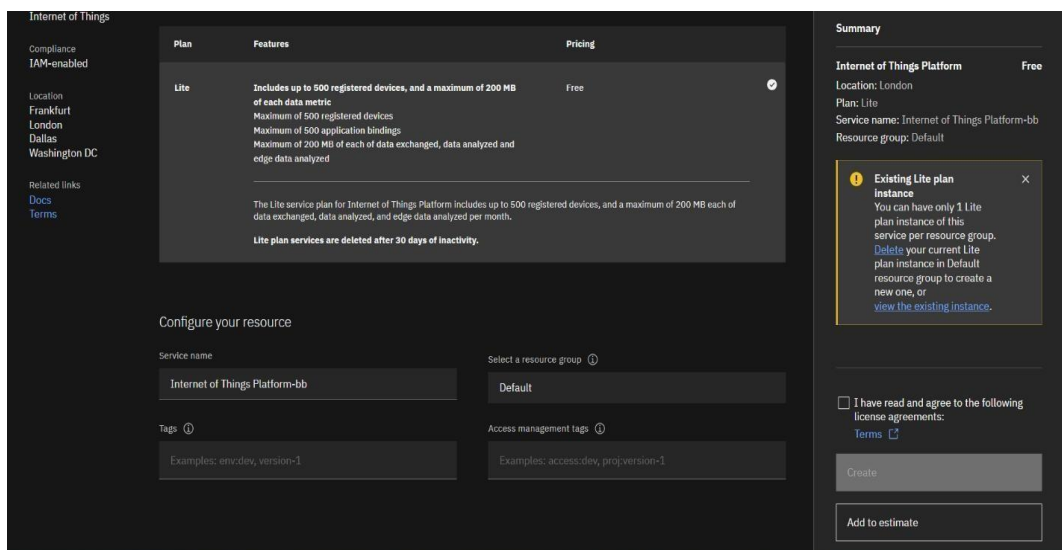 Internet of Things
Compliance
IAM-enabled
Location
Frankfurt
London
Dallas
Washington DC
Related links
Docs
Terms
Plan
Features
Pricing
Lite
Includes up to 500 registered devices, and a maximum of 200 MB
of each data metric
Maximum of 500 registered devices
Maximum of 500 application bindings
Maximum of 200 MB of each of data exchanged, data analyzed and
edge data analyzed
Free
The Lite service plan for Internet of Things Platform includes up to 500 registered devices, and a maximum of 200 MB each of
data exchanged, data analyzed, and edge data analyzed per month.
Lite plan services are deleted after 30 days of inactivity.
Configure your resource
Service name
Internet of Things Platform-bb
Select a resource group
Default
Tags
Examples: env:dev, version-1
Access management tags
Examples: access:dev, proj:version-1
Summary
Internet of Things Platform Free
Location: London
Plan: Lite
Service name: Internet of Things Platform-bb
Resource group: Default
Existing Lite plan
instance
You can have only 1 Lite
plan instance of this
service per resource group.
Delete your current Lite
plan instance in Default
resource group to create a
new one, or
view the existing instance.
I have read and agree to the following
license agreements:
Terms
Create
Add to estimate